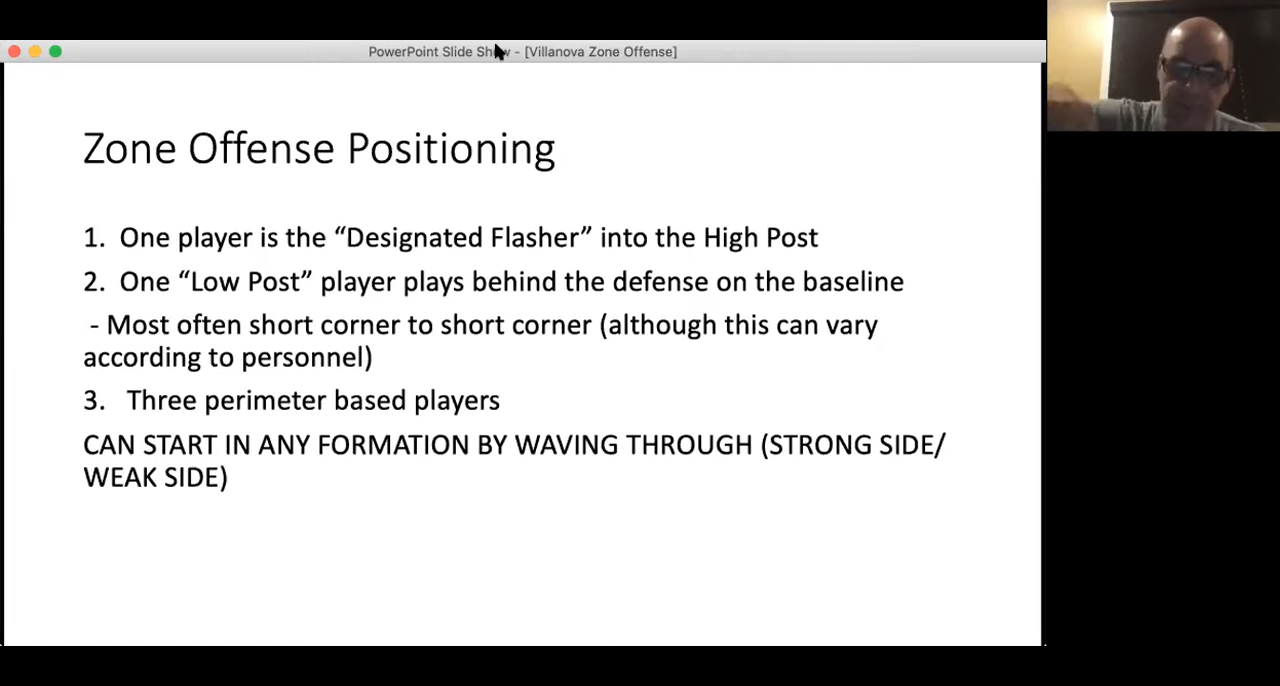 PowerPoint Slide Show - [Villanova Zone Offense]
Zone Offense Positioning
1. One player is the “Designated Flasher” into the High Post
2. One “Low Post” player plays behind the defense on the baseline
- Most often short corner to short corner (although this can vary
according to personnel)
3. Three perimeter based players
CAN START IN ANY FORMATION BY WAVING THROUGH (STRONG SIDE/
WEAK SIDE)